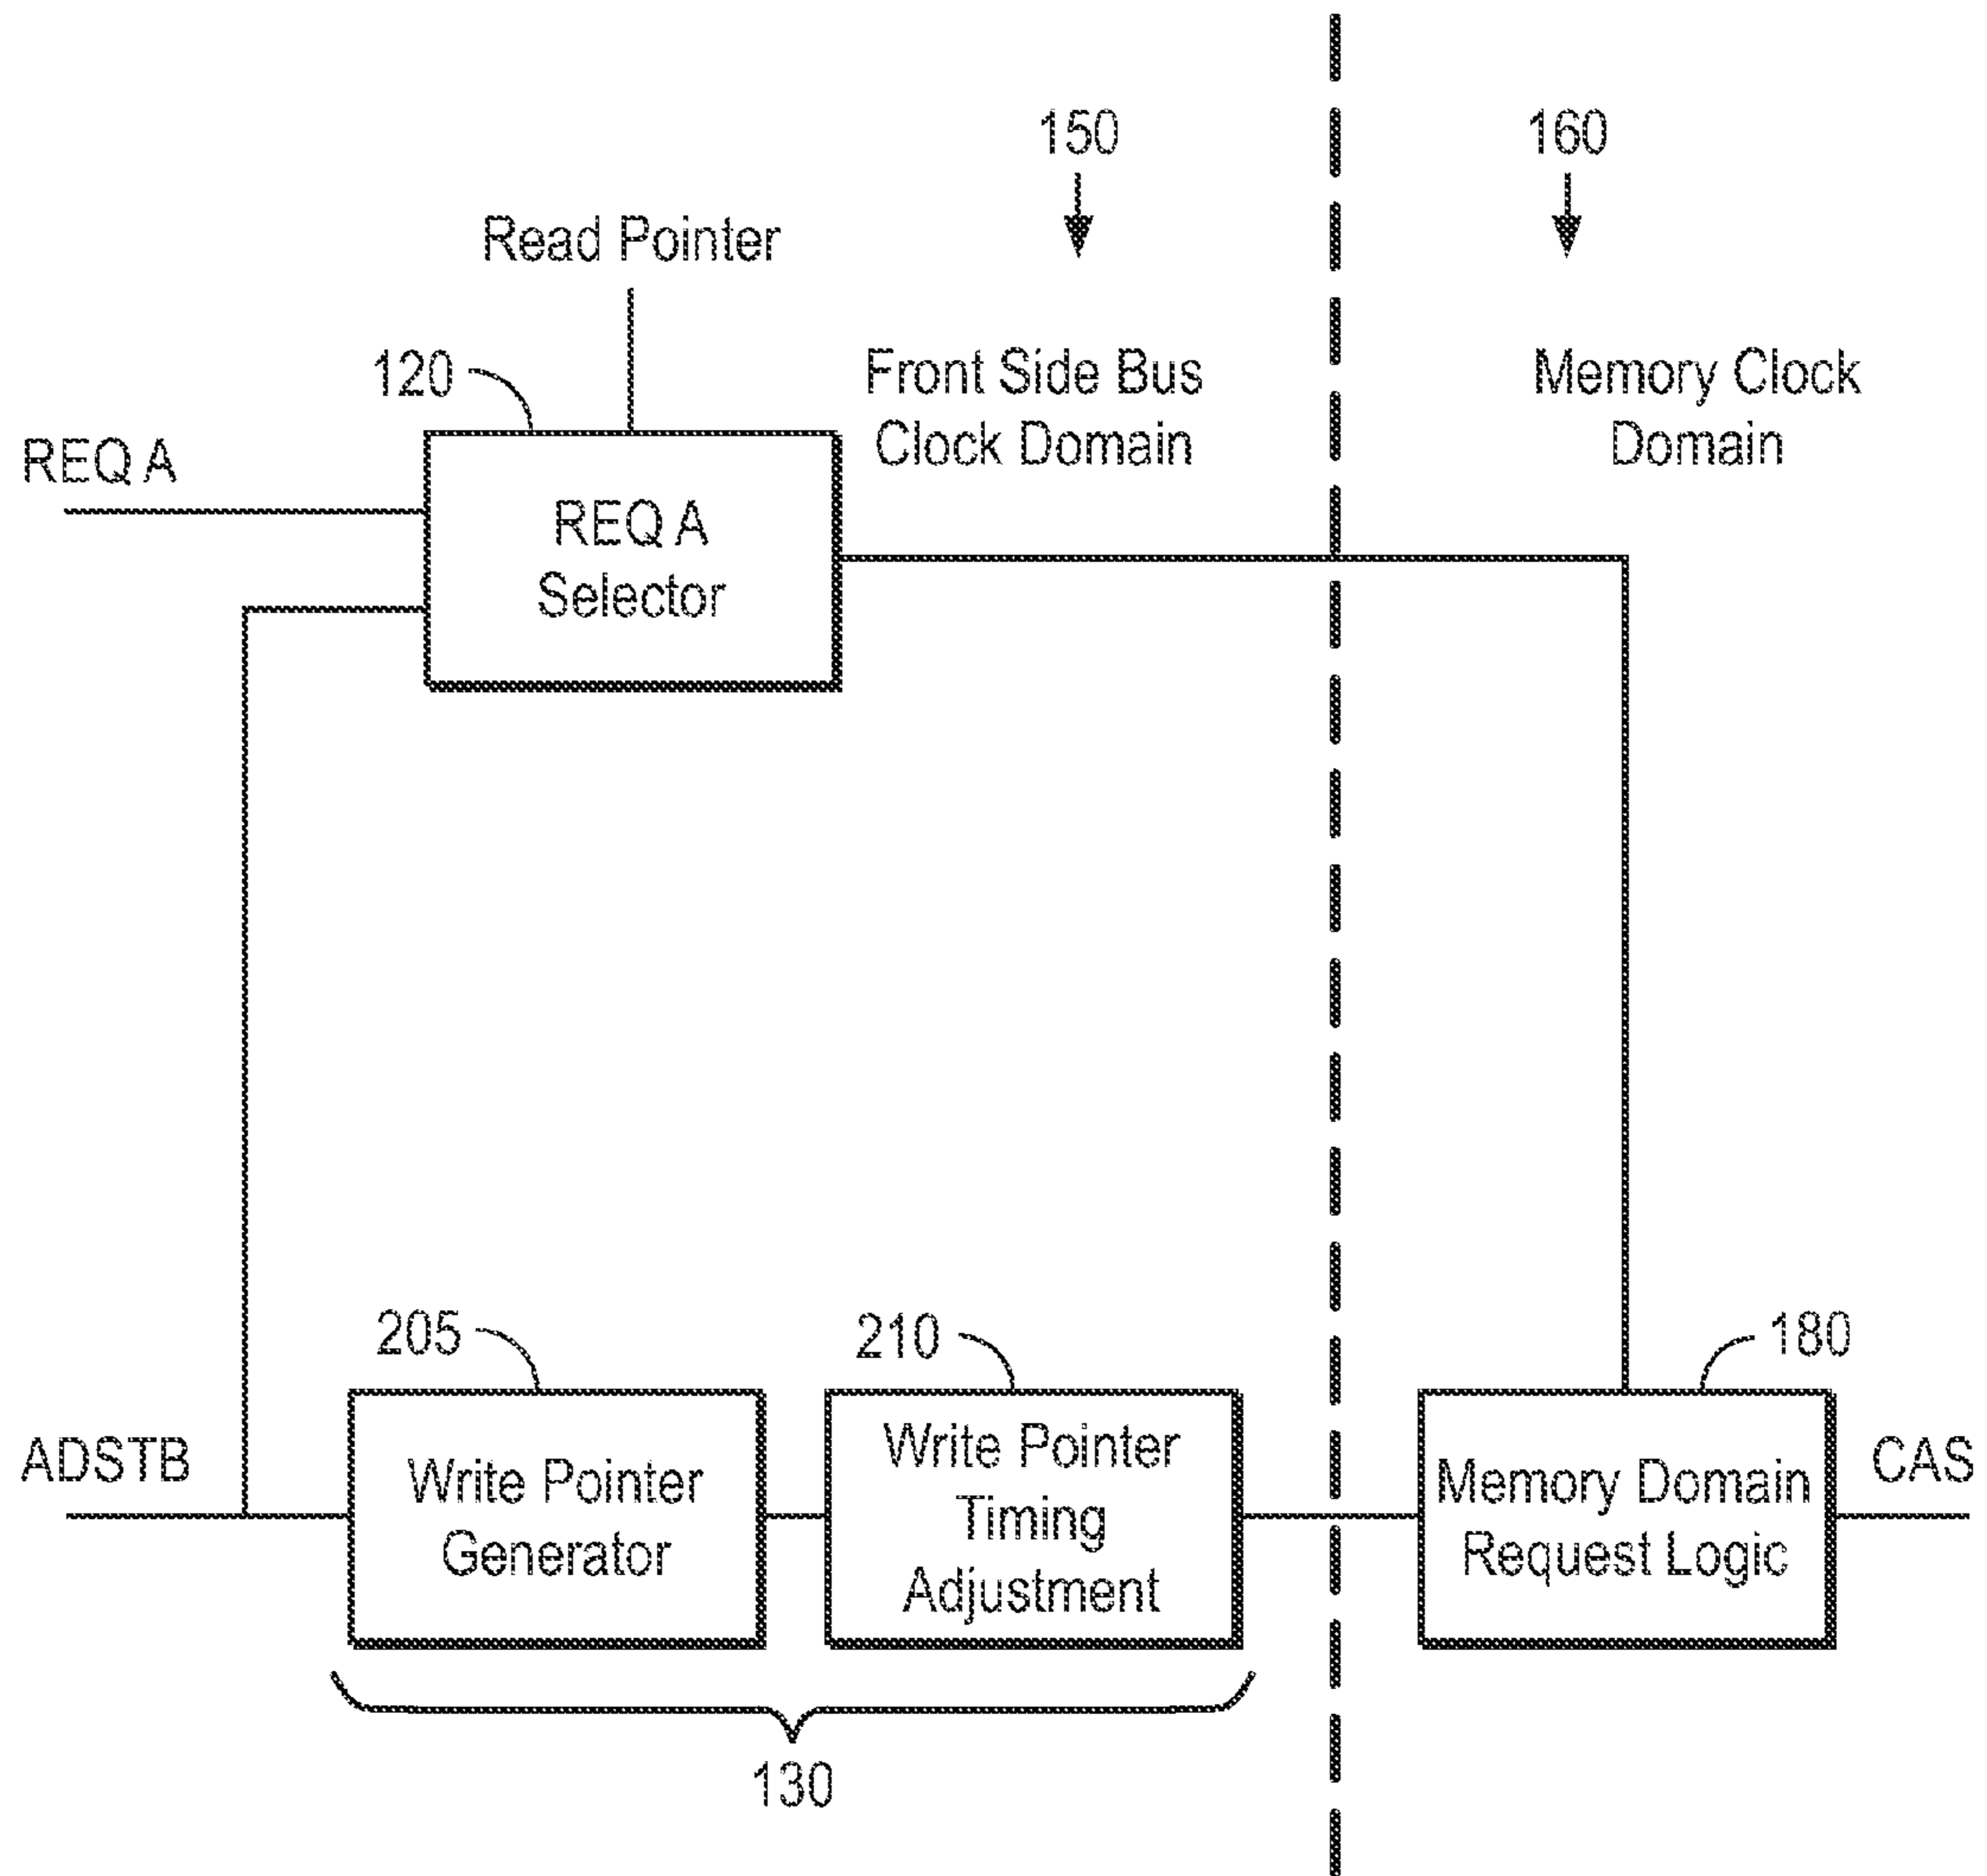 150
160
Read Pointer
120
Front Side Bus
Clock Domain
Memory Clock
Domain
REQ A
REQ A
Selector
205
210
180
ADSTB
Write Pointer
Generator
Write Pointer
Timing
Adjustment
Memory Domain
Request Logic
CAS
130